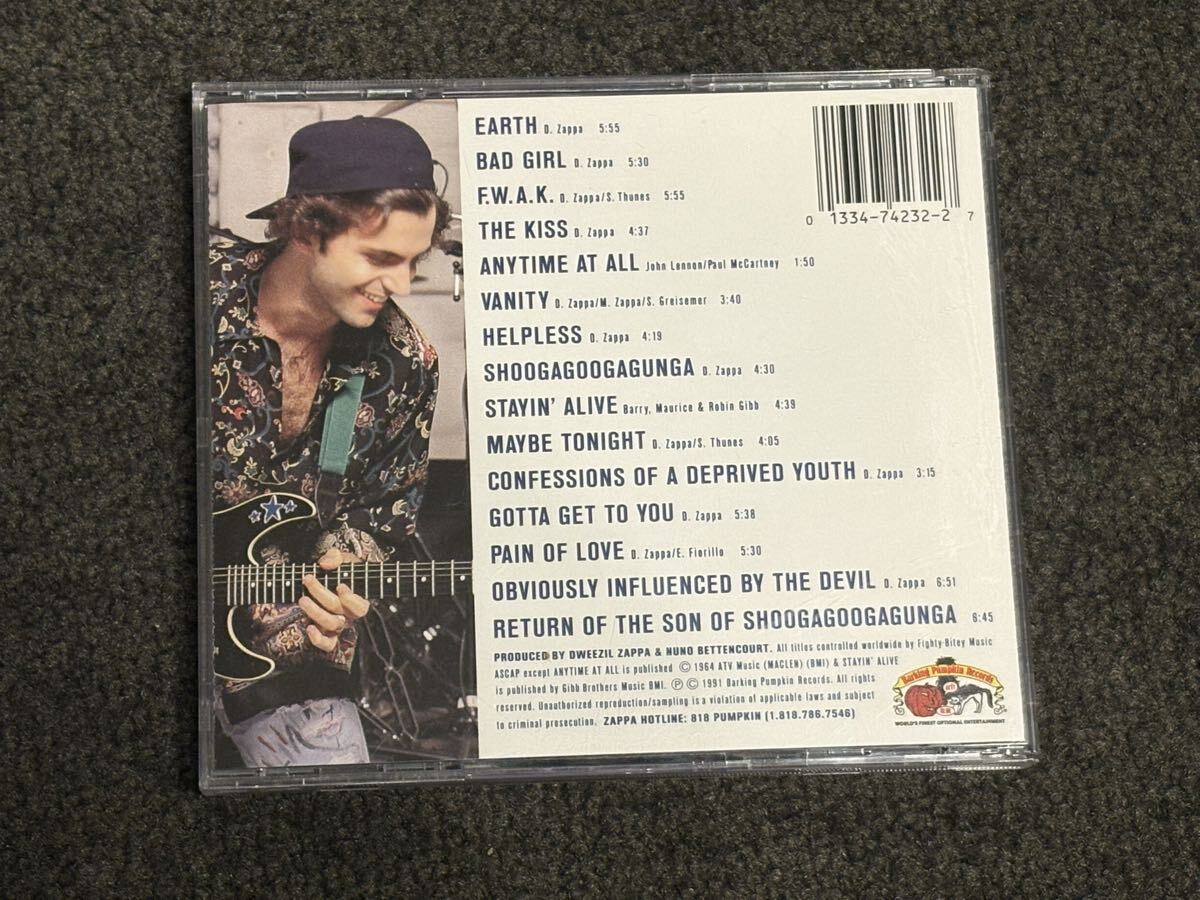 EARTH D. Zappa 5:55
BAD GIRL D. Zappa 5:30
F.W.A.K. D. Zappa/S. Thunes 5:55
THE KISS D. Zappa 4:37
ANYTIME AT ALL John Lennon/Paul McCartney 1:50
VANITY D. Zappa/M. Zappa/S. Greisemer 3:40
HELPLESS D. Zappa 4:19
SHOOGAGOOGAGUNGA D. Zappa 4:30
STAYIN' ALIVE Barry, Maurice & Robin Gibb 4:39
MAYBE TONIGHT D. Zappa/S. Thunes 4:05
CONFESSIONS OF A DEPRIVED YOUTH D. Zappa 3:15
GOTTA GET TO YOU D. Zappa 5:38
PAIN OF LOVE D. Zappa/E. Fiorillo 5:30
OBVIOUSLY INFLUENCED BY THE DEVIL D. Zappa 6:51
RETURN OF THE SON OF SHOOGAGOOGAGUNGA 6:45
PRODUCED BY DWEEZIL ZAPPA & NUNO BETTENCOURT. All titles controlled worldwide by Fighty-Bitey Music
ASCAP except ANYTIME AT ALL is published © 1964 ATV Music (MACLEN) (BMI) & STAYIN' ALIVE
is published by Gibb Brothers Music BMI. ℗ © 1991 Barking Pumpkin Records. All rights
reserved. Unauthorized reproduction/sampling is a violation of applicable laws and subject
to criminal prosecution. ZAPPA HOTLINE: 818 PUMPKIN (1.818.786.7546)
0 1334-74232-2 7
Barking Pumpkin Records
WORLD'S FINEST OPTIONAL ENTERTAINMENT